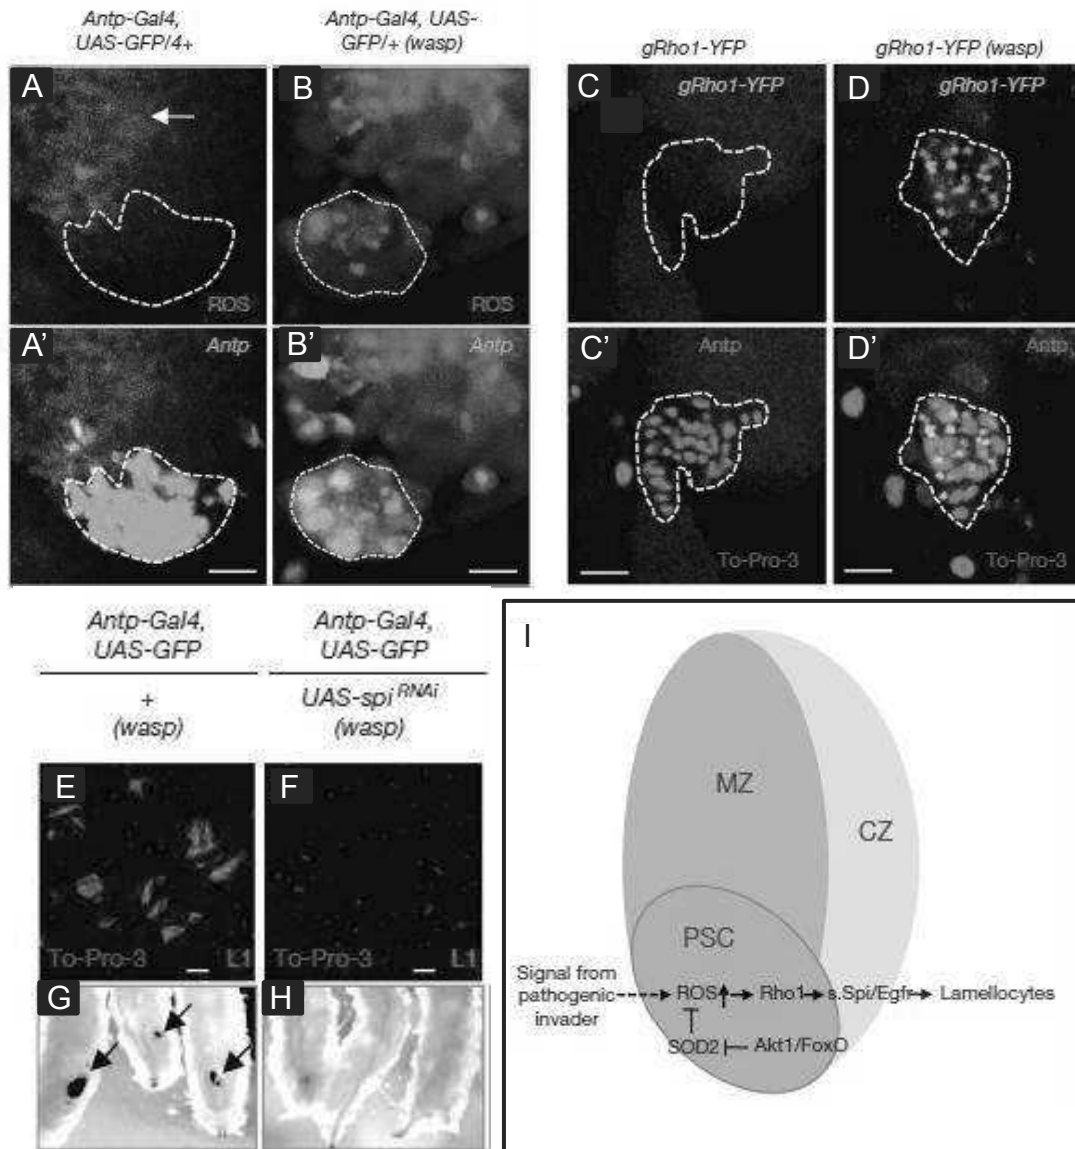 Antp-Gal4,
UAS-GFP/4+
Antp-Gal4, UAS-
GFP/+ (wasp)
gRho1-YFP
gRho1-YFP (wasp)
A
B
C
gRho1-YFP
D
gRho1-YFP
ROS
ROS
A'
Antp
B'
Antp
C'
Antp
D'
Antp
To-Pro-3
To-Pro-3
Antp-Gal4,
UAS-GFP
Antp-Gal4,
UAS-GFP
+
(wasp)
UAS-spi RNAi
(wasp)
E
F
To-Pro-3
L1
To-Pro-3
L1
G
H
I
MZ
CZ
PSC
Signal from
pathogenic
invader
ROS
Rho1
s.Spi/Egfr
Lamellocytes
SOD2
Akt1/FoxO